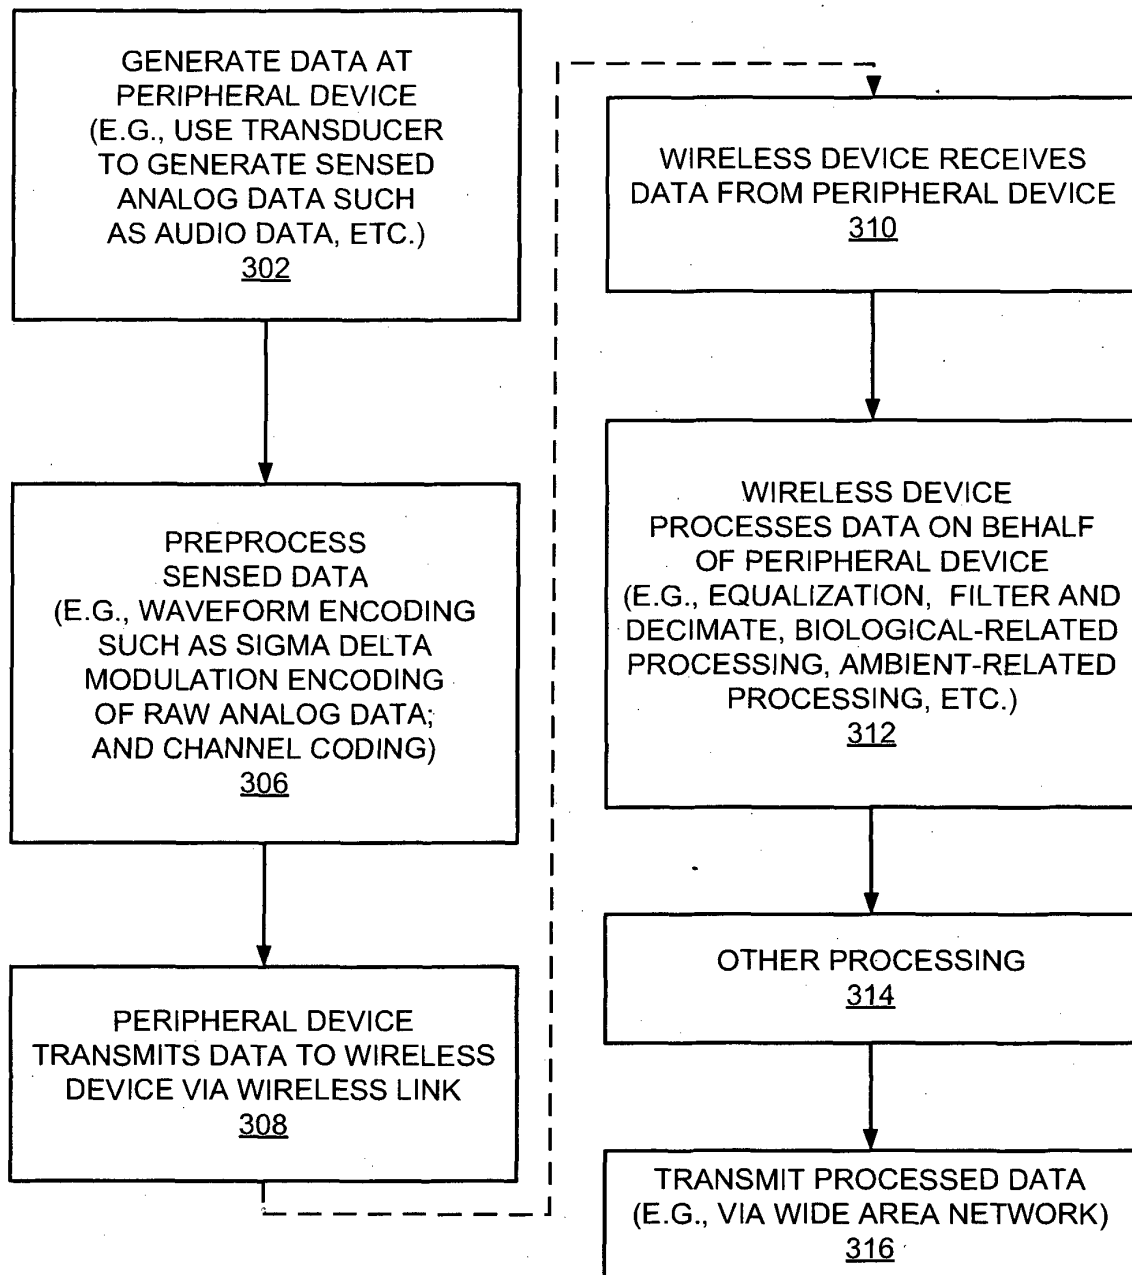 GENERATE DATA AT
PERIPHERAL DEVICE
(E.G., USE TRANSDUCER
TO GENERATE SENSED
ANALOG DATA SUCH
AS AUDIO DATA, ETC.)
302
PREPROCESS
SENSED DATA
(E.G., WAVEFORM ENCODING
SUCH AS SIGMA DELTA
MODULATION ENCODING
OF RAW ANALOG DATA;
AND CHANNEL CODING)
306
PERIPHERAL DEVICE
TRANSMITS DATA TO WIRELESS
DEVICE VIA WIRELESS LINK
308
WIRELESS DEVICE RECEIVES
DATA FROM PERIPHERAL DEVICE
310
WIRELESS DEVICE
PROCESSES DATA ON BEHALF
OF PERIPHERAL DEVICE
(E.G., EQUALIZATION, FILTER AND
DECIMATE, BIOLOGICAL-RELATED
PROCESSING, AMBIENT-RELATED
PROCESSING, ETC.)
312
OTHER PROCESSING
314
TRANSMIT PROCESSED DATA
(E.G., VIA WIDE AREA NETWORK)
316